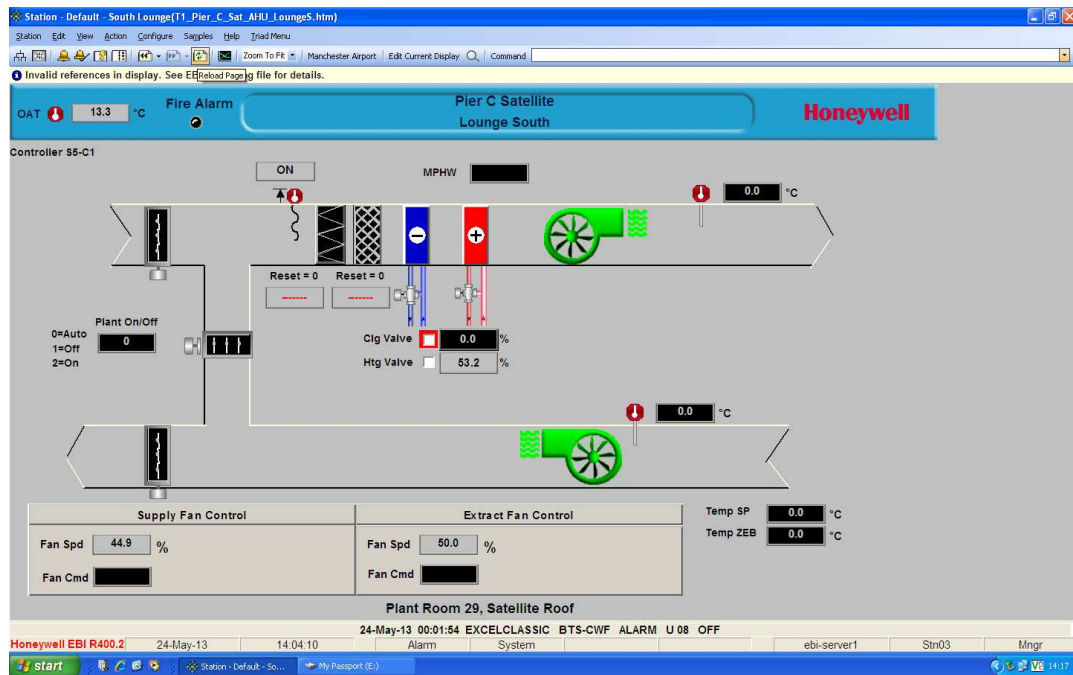 Station - Default - South Lounge(T1_Pier_C_Sat_AHU_LoungeS.htm)
Station Edit View Action Configure Samples Help Triad Menu
Zoom To Fit Manchester Airport Edit Current Display Command
Invalid references in display. See EE Reload Page g file for details.
OAT 13.3 °C Fire Alarm Pier C Satellite
Lounge South
Honeywell
Controller S5-C1
ON MPHW
0.0 °C
Reset = 0 Reset = 0
------- -------
Plant On/Off
0=Auto
1=Off
2=On
0
Clg Valve 0.0 %
Htg Valve 53.2 %
0.0 °C
Supply Fan Control Extract Fan Control
Temp SP 0.0 °C
Temp ZEB 0.0 °C
Fan Spd 44.9 % Fan Spd 50.0 %
Fan Cmd Fan Cmd
Plant Room 29, Satellite Roof
24-May-13 00:01:54 EXCELCLASSIC BTS-CWF ALARM U 08 OFF
Honeywell EBI R400.2 24-May-13 14:04:10 Alarm System ebi-server1 Stn03 Mngr
start Station - Default - So... My Passport (E:) 14:17